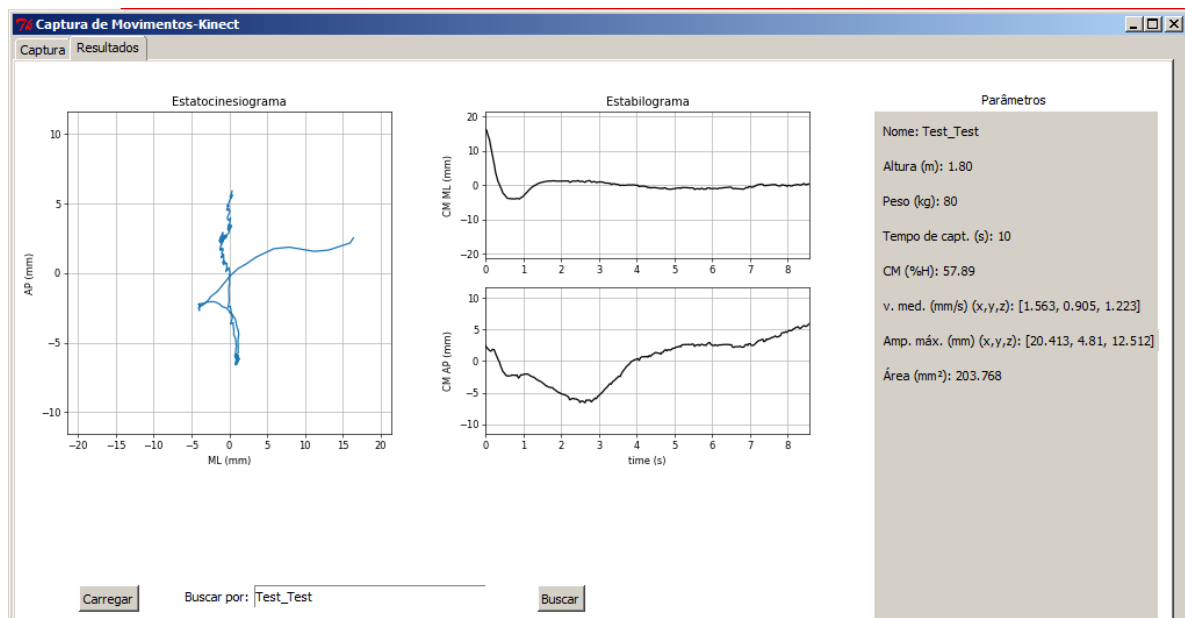 Captura de Movimentos-Kinect
Captura
Resultados
Estatocinesiograma
10
5
0
−5
−10
AP (mm)
−20 −15 −10 −5 0 5 10 15 20
ML (mm)
Estabilograma
20
10
0
−10
−20
CM ML (mm)
0 1 2 3 4 5 6 7 8
10
5
0
−5
−10
CM AP (mm)
0 1 2 3 4 5 6 7 8
time (s)
Parâmetros
Nome: Test_Test
Altura (m): 1.80
Peso (kg): 80
Tempo de capt. (s): 10
CM (%H): 57.89
v. med. (mm/s) (x,y,z): [1.563, 0.905, 1.223]
Amp. máx. (mm) (x,y,z): [20.413, 4.81, 12.512]
Área (mm²): 203.768
Carregar
Buscar por: Test_Test
Buscar